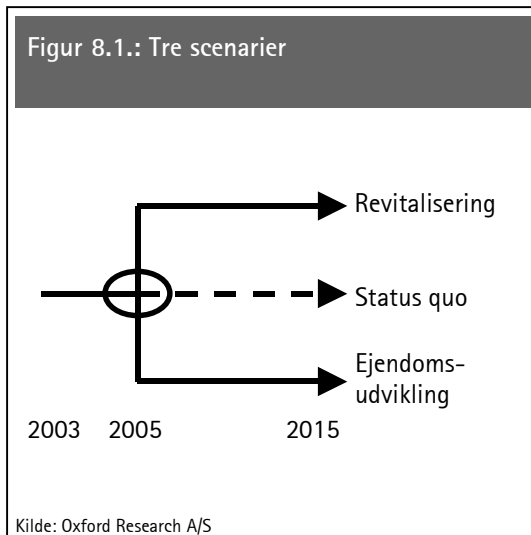 Figur 8.1.: Tre scenarier
Revitalisering
Status quo
Ejendoms-
udvikling
2003 2005 2015
Kilde: Oxford Research A/S